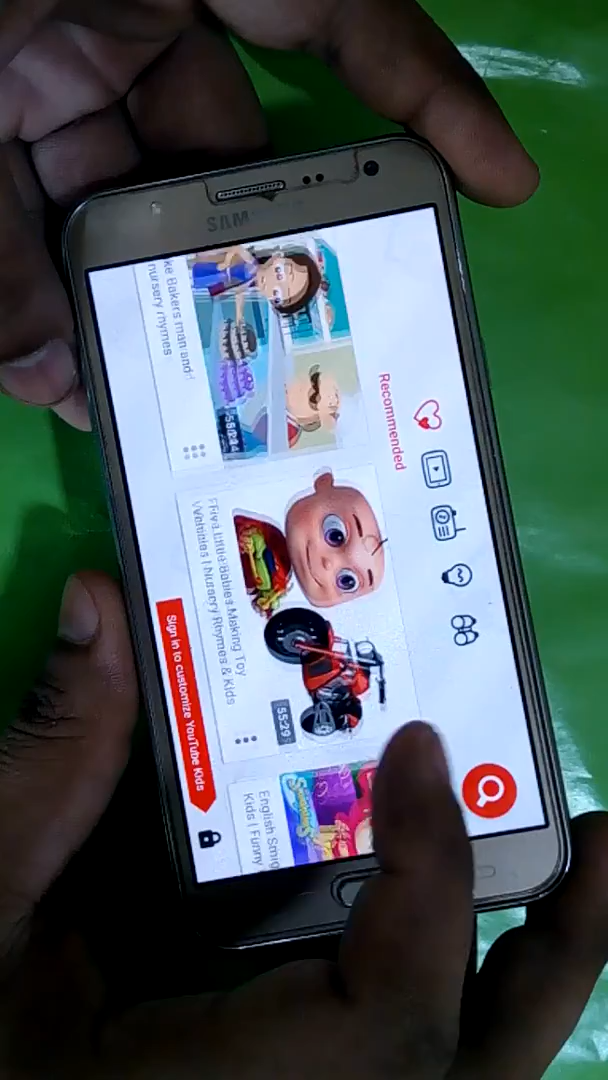 SAMSUNG
Recommended
ke Bakers man and
nursery rhymes
Five Little Babies Making Toy
Vehicles | Nursery Rhymes & Kids
55:29
English
Kids | Funny
Sign in to customize YouTube Kids